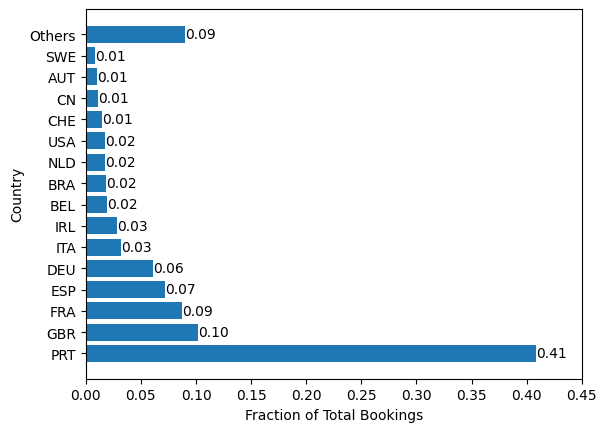 Others 0.09
SWE 0.01
AUT 0.01
CN 0.01
CHE 0.01
USA 0.02
NLD 0.02
BRA 0.02
BEL 0.02
IRL 0.03
ITA 0.03
DEU 0.06
ESP 0.07
FRA 0.09
GBR 0.10
PRT 0.41
Country
0.00 0.05 0.10 0.15 0.20 0.25 0.30 0.35 0.40 0.45
Fraction of Total Bookings